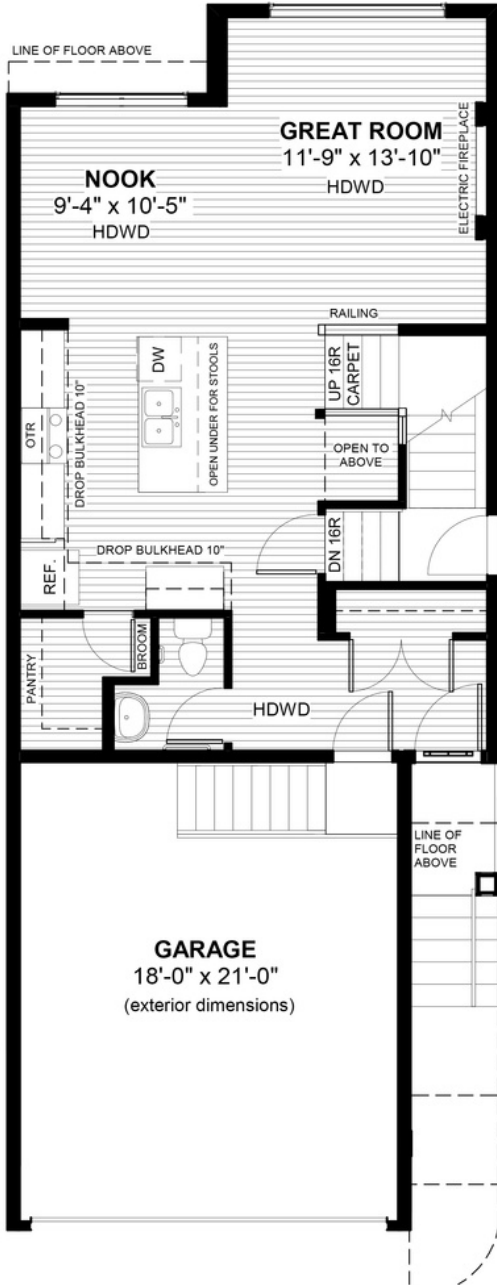 LINE OF FLOOR ABOVE
GREAT ROOM
11'-9" x 13'-10"
HDWD
ELECTRIC FIREPLACE
NOOK
9'-4" x 10'-5"
HDWD
RAILING
UP 16R
CARPET
DW
OPEN UNDER FOR STOOLS
OTR
DROP BULKHEAD 10"
OPEN TO
ABOVE
DN 16R
DROP BULKHEAD 10"
REF.
BROOM
PANTRY
HDWD
LINE OF
FLOOR
ABOVE
GARAGE
18'-0" x 21'-0"
(exterior dimensions)